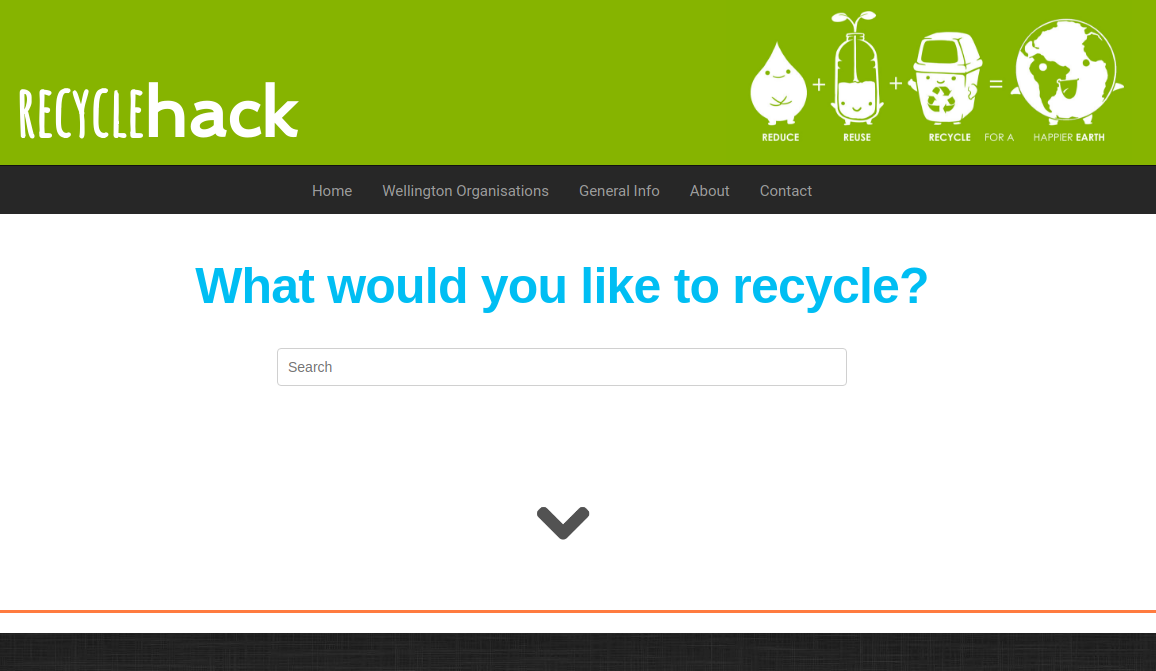 RECYCLEhack
+ + =
REDUCE REUSE RECYCLE FOR A HAPPIER EARTH
Home Wellington Organisations General Info About Contact
What would you like to recycle?
Search